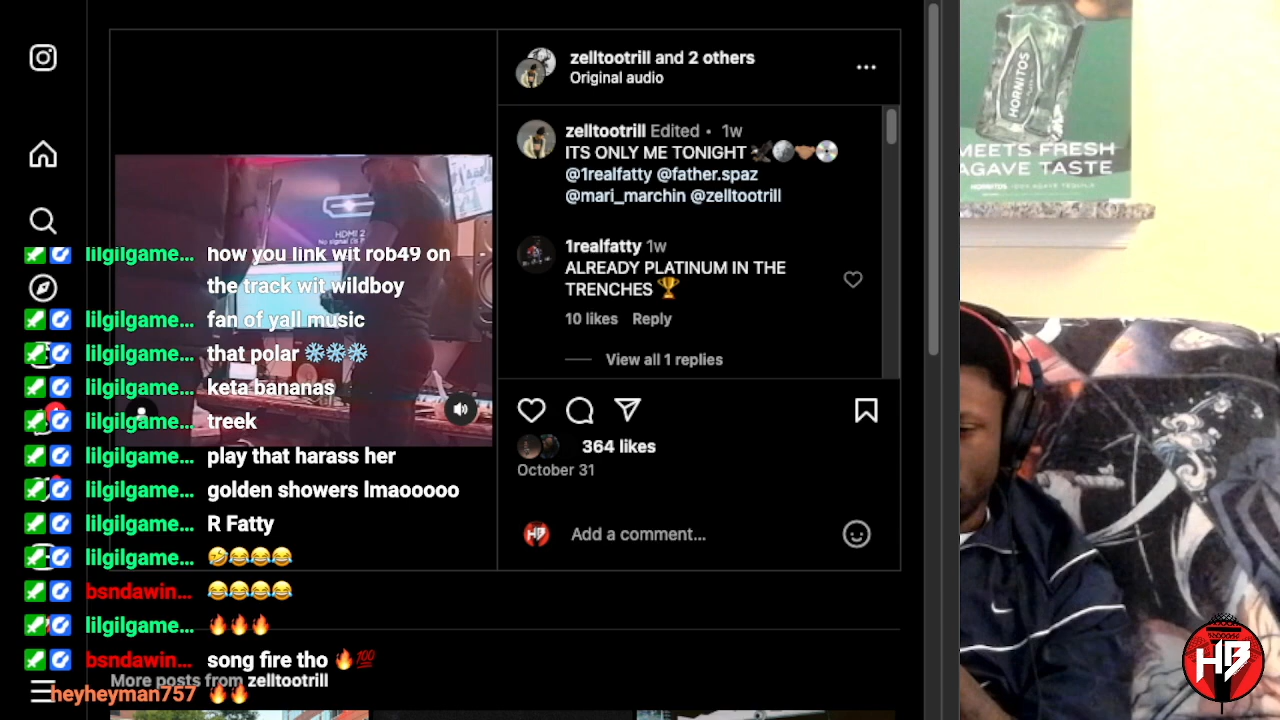 zelltootrill and 2 others
Original audio
zelltootrill Edited • 1w
ITS ONLY ME TONIGHT
@1realfatty @father.spaz
@mari_marchin @zelltootrill
1realfatty 1w
ALREADY PLATINUM IN THE
TRENCHES 🏆
10 likes Reply
View all 1 replies
364 likes
October 31
Add a comment...
More posts from zelltootrill
HDMI 2
lilgilgame... how you link wit rob49 on
the track wit wildboy
lilgilgame... fan of yall music
lilgilgame... that polar ❄️❄️❄️
lilgilgame... keta bananas
lilgilgame... treek
lilgilgame... play that harass her
lilgilgame... golden showers lmaooooo
lilgilgame... R Fatty
lilgilgame... 🤣😂😂😂
bsndawin... 😂😂😂😂
lilgilgame... 🔥🔥🔥
bsndawin... song fire tho 🔥💯
heyheyman757 🔥🔥
HORNITOS
MEETS FRESH
AGAVE TASTE
HORNITOS
HB